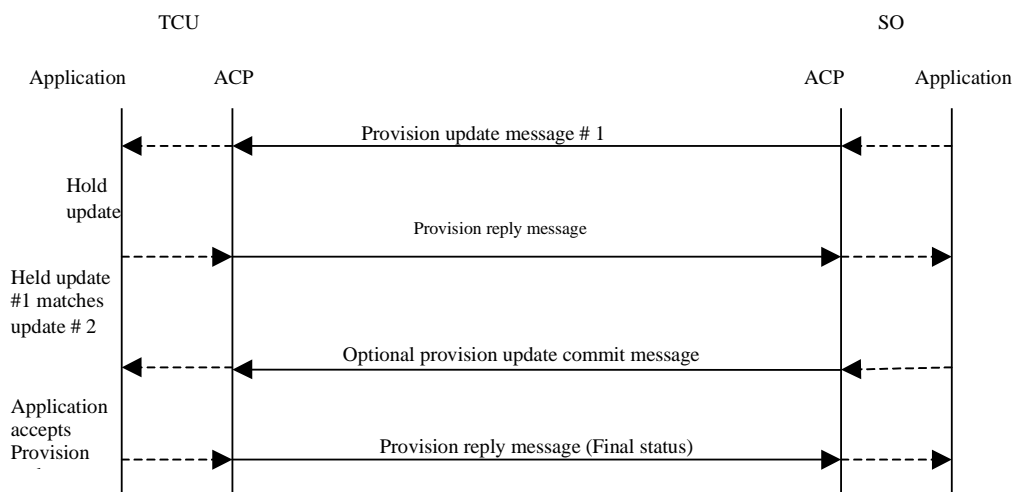 TCU SO
Application ACP ACP Application
Provision update message # 1
Hold
update
Provision reply message
Held update
#1 matches
update # 2
Optional provision update commit message
Application
accepts
Provision
Provision reply message (Final status)